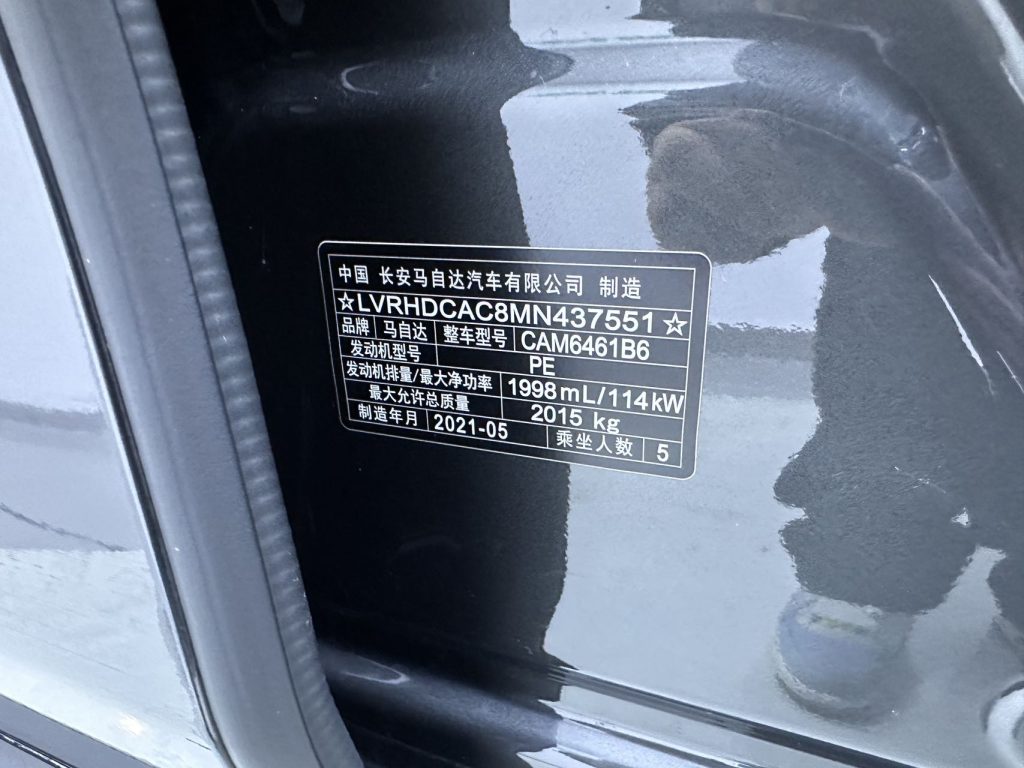 中国 长安马自达汽车有限公司 制造
☆LVRHDCAC8MN437551☆
品牌 马自达 整车型号 CAM6461B6
发动机型号 PE
发动机排量/最大净功率 1998mL/114kW
最大允许总质量 2015 kg
制造年月 2021-05 乘坐人数 5